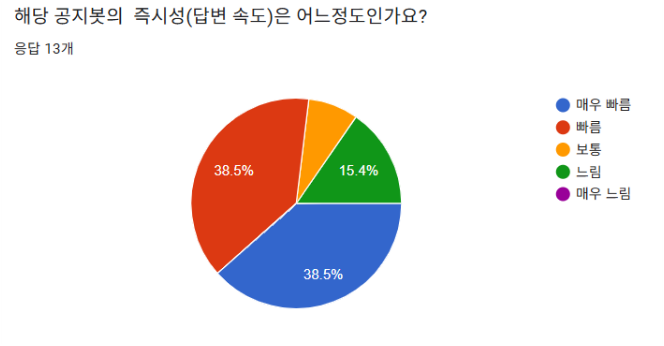 해당 공지봇의  즉시성(답변 속도)은 어느정도인가요?
응답 13개
매우 빠름
빠름
보통
느림
매우 느림
38.5%
15.4%
38.5%